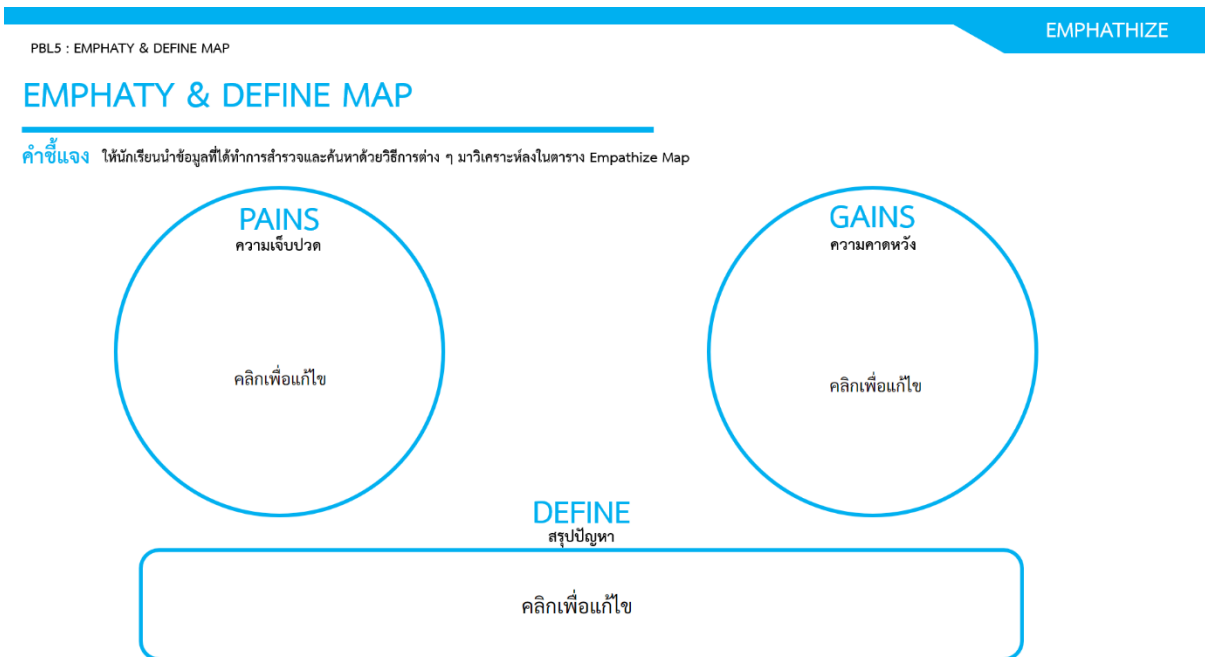 EMPHATHIZE
PBL5 : EMPHATY & DEFINE MAP
EMPHATY & DEFINE MAP
คำชี้แจง ให้นักเรียนนำข้อมูลที่ได้ทำการสำรวจและค้นหาด้วยวิธีการต่าง ๆ มาวิเคราะห์ลงในตาราง Empathize Map
PAINS
ความเจ็บปวด
คลิกเพื่อแก้ไข
GAINS
ความคาดหวัง
คลิกเพื่อแก้ไข
DEFINE
สรุปปัญหา
คลิกเพื่อแก้ไข